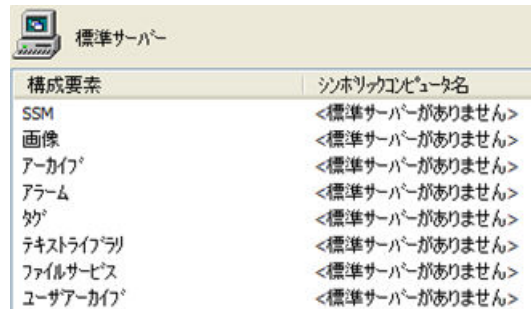 標準サーバー
構成要素 シンボリックコンピュータ名
SSM <標準サーバーがありません>
画像 <標準サーバーがありません>
アーカイブ <標準サーバーがありません>
アラーム <標準サーバーがありません>
タグ <標準サーバーがありません>
テキストライブラリ <標準サーバーがありません>
ファイルサービス <標準サーバーがありません>
ユーザアーカイブ <標準サーバーがありません>